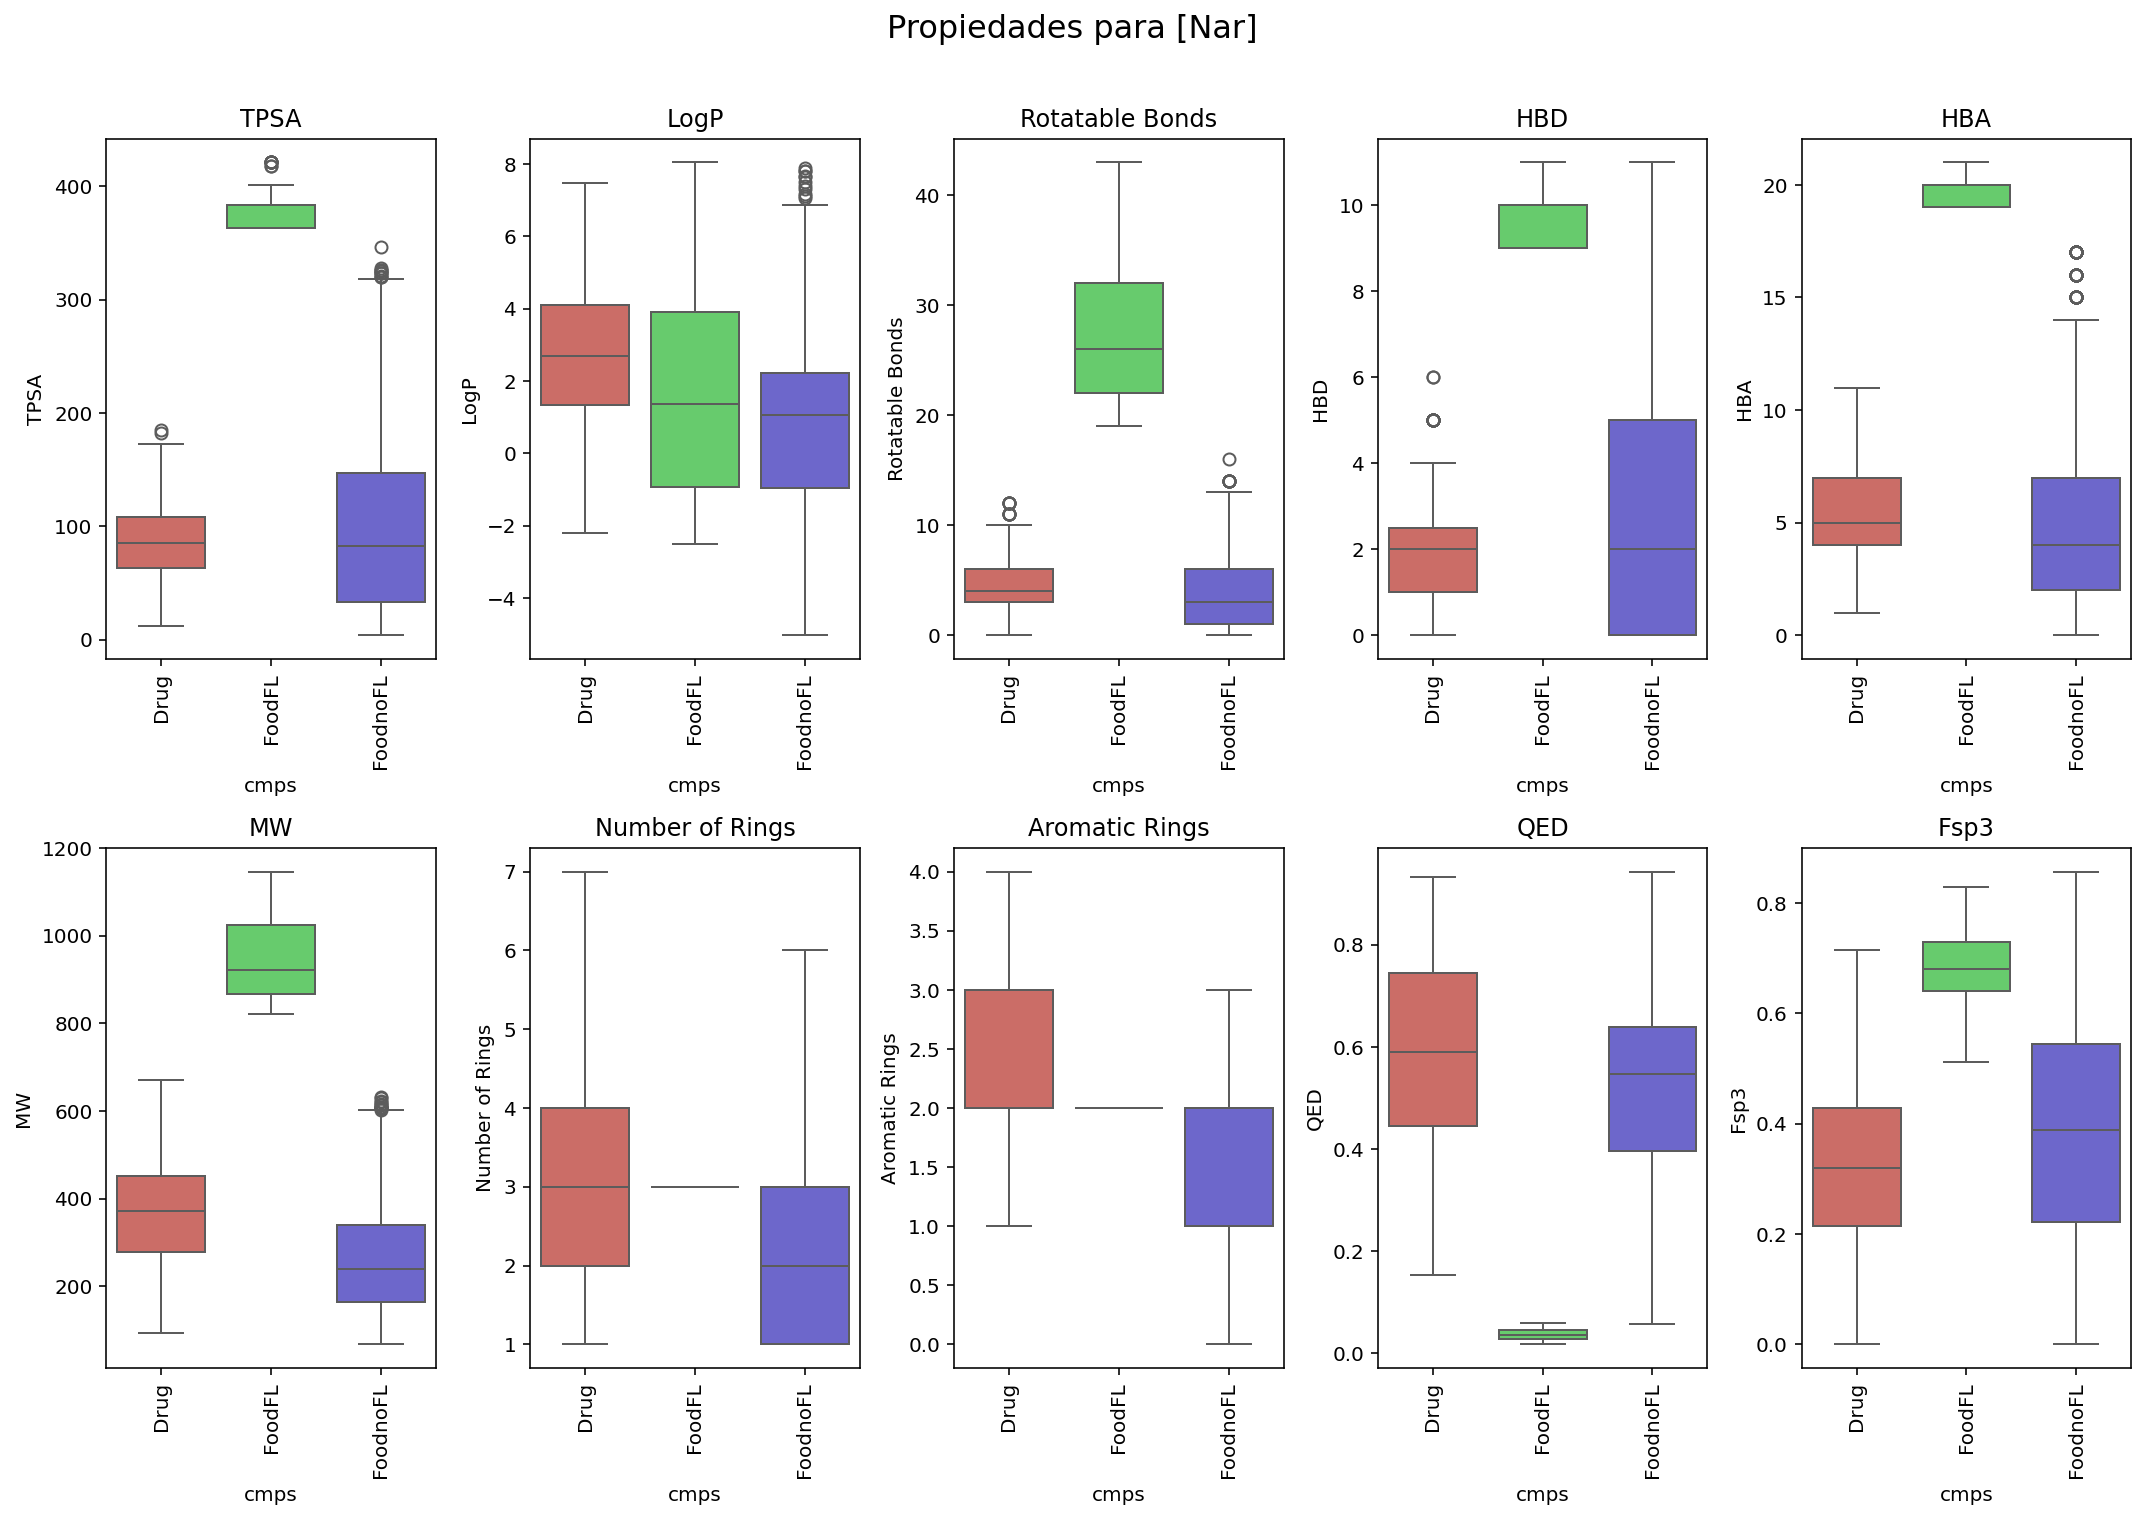 Propiedades para [Nar]
TPSA
LogP
Rotatable Bonds
HBD
HBA
TPSA
400
300
200
100
0
Drug
FoodFL
FoodnoFL
cmps
LogP
8
6
4
2
0
−2
−4
Drug
FoodFL
FoodnoFL
cmps
Rotatable Bonds
40
30
20
10
0
Drug
FoodFL
FoodnoFL
cmps
HBD
10
8
6
4
2
0
Drug
FoodFL
FoodnoFL
cmps
HBA
20
15
10
5
0
Drug
FoodFL
FoodnoFL
cmps
MW
Number of Rings
Aromatic Rings
QED
Fsp3
MW
1200
1000
800
600
400
200
Drug
FoodFL
FoodnoFL
cmps
Number of Rings
7
6
5
4
3
2
1
Drug
FoodFL
FoodnoFL
cmps
Aromatic Rings
4.0
3.5
3.0
2.5
2.0
1.5
1.0
0.5
0.0
Drug
FoodFL
FoodnoFL
cmps
QED
0.8
0.6
0.4
0.2
0.0
Drug
FoodFL
FoodnoFL
cmps
Fsp3
0.8
0.6
0.4
0.2
0.0
Drug
FoodFL
FoodnoFL
cmps